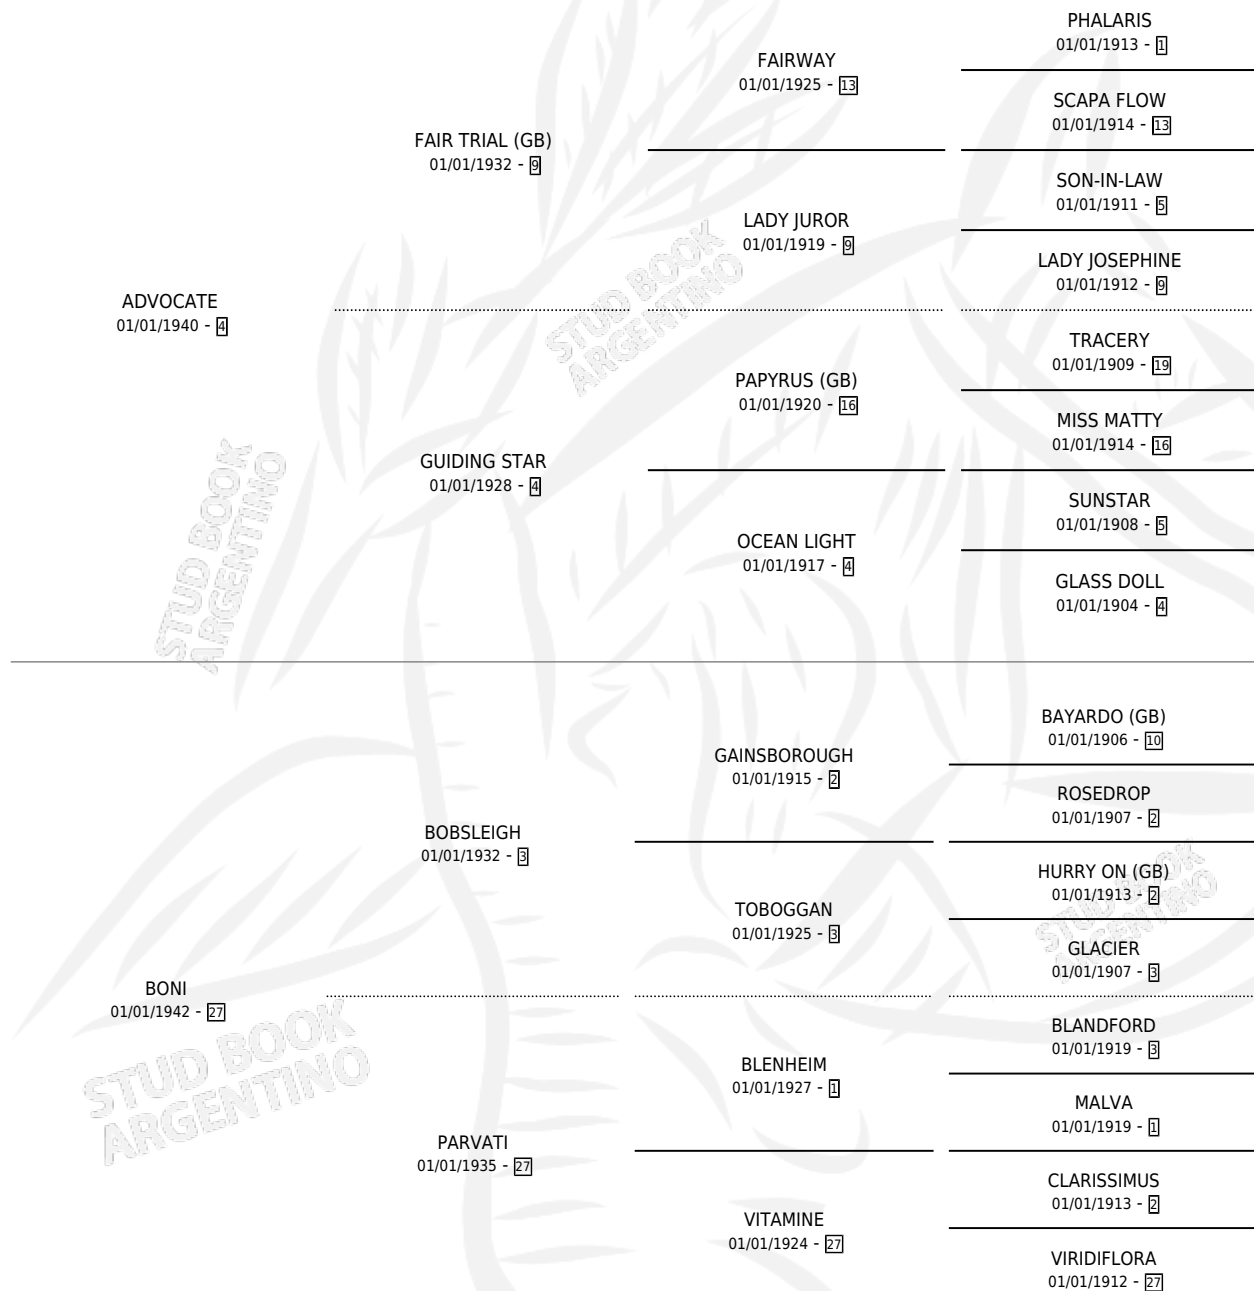 PHALARIS
01/01/1913 - 1
FAIRWAY
01/01/1925 - 13
SCAPA FLOW
01/01/1914 - 13
FAIR TRIAL (GB)
01/01/1932 - 9
SON-IN-LAW
01/01/1911 - 5
LADY JUROR
01/01/1919 - 9
LADY JOSEPHINE
01/01/1912 - 9
ADVOCATE
01/01/1940 - 4
TRACERY
01/01/1909 - 19
PAPYRUS (GB)
01/01/1920 - 16
MISS MATTY
01/01/1914 - 16
GUIDING STAR
01/01/1928 - 4
SUNSTAR
01/01/1908 - 5
OCEAN LIGHT
01/01/1917 - 4
GLASS DOLL
01/01/1904 - 4
BAYARDO (GB)
01/01/1906 - 10
GAINSBOROUGH
01/01/1915 - 2
ROSEDROP
01/01/1907 - 2
BOBSLEIGH
01/01/1932 - 3
HURRY ON (GB)
01/01/1913 - 2
TOBOGGAN
01/01/1925 - 3
GLACIER
01/01/1907 - 3
BONI
01/01/1942 - 27
BLANDFORD
01/01/1919 - 3
BLENHEIM
01/01/1927 - 1
MALVA
01/01/1919 - 1
PARVATI
01/01/1935 - 27
CLARISSIMUS
01/01/1913 - 2
VITAMINE
01/01/1924 - 27
VIRIDIFLORA
01/01/1912 - 27
STUD BOOK
ARGENTINO
STUD BOOK
ARGENTINO
STUD BOOK
ARGENTINO
STUD BOOK
ARGENTINO